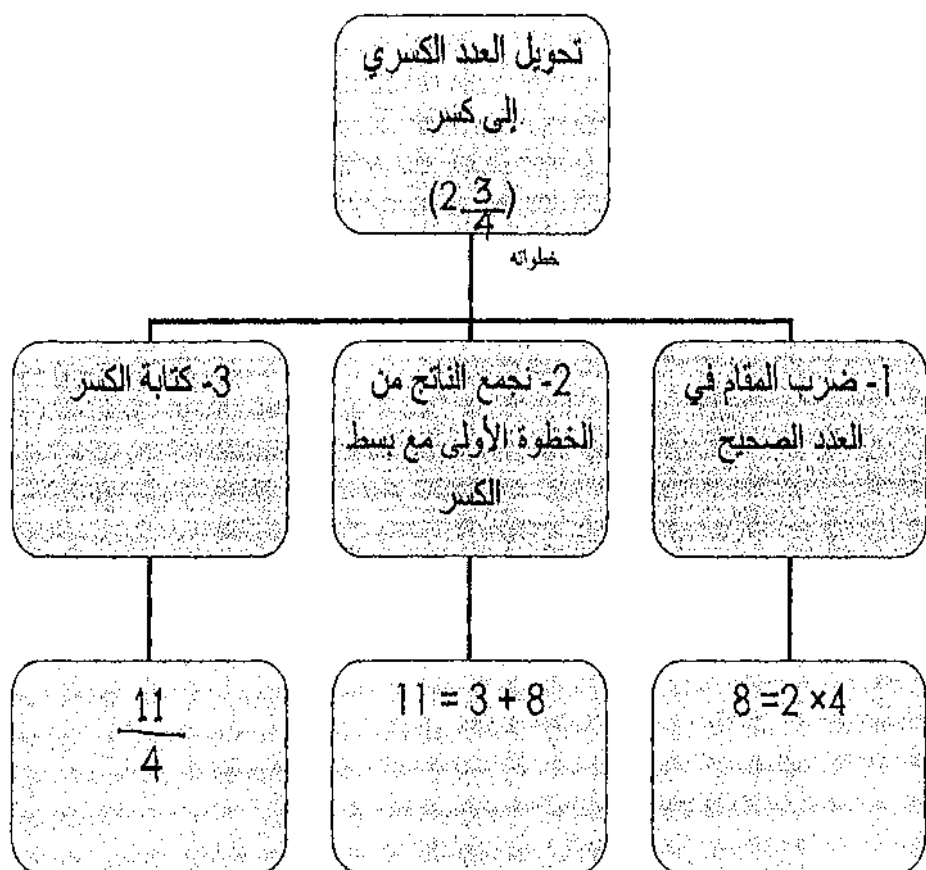 تحويل العدد الكسري
إلى كسر
(2 3/4)
خطواته
1- ضرب المقام في
العدد الصحيح
2- نجمع الناتج من
الخطوة الأولى مع بسط
الكسر
3- كتابة الكسر
8 =2 ×4
11 = 3 + 8
11
4